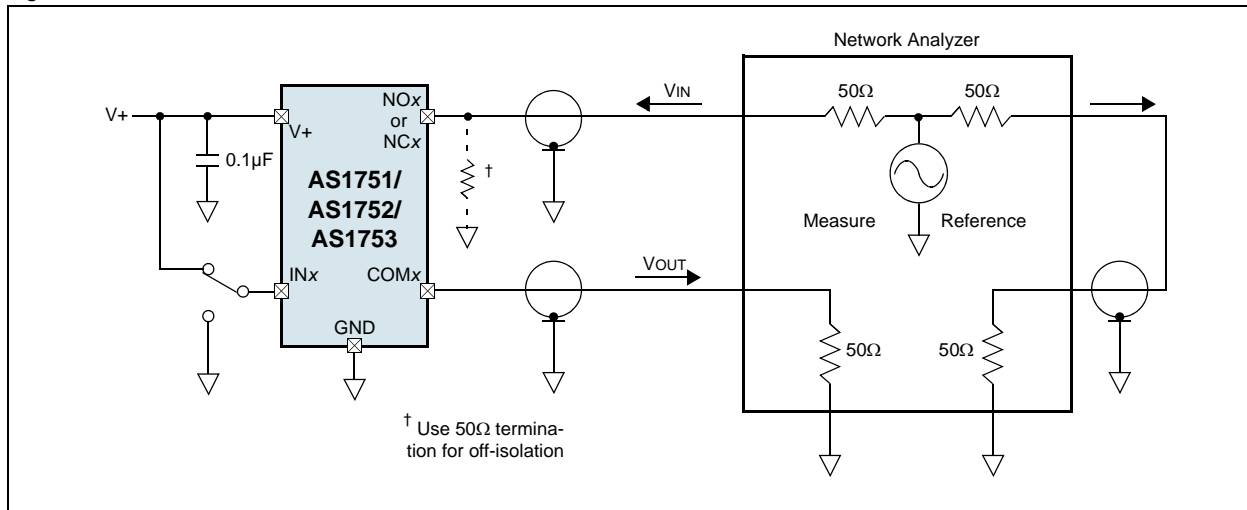 Network Analyzer
V+
0.1µF
V+
NOx
or
NCx
AS1751/
AS1752/
AS1753
INx
COMx
GND
†
VIN
VOUT
50Ω
50Ω
Measure
Reference
50Ω
50Ω
† Use 50Ω termina-
tion for off-isolation